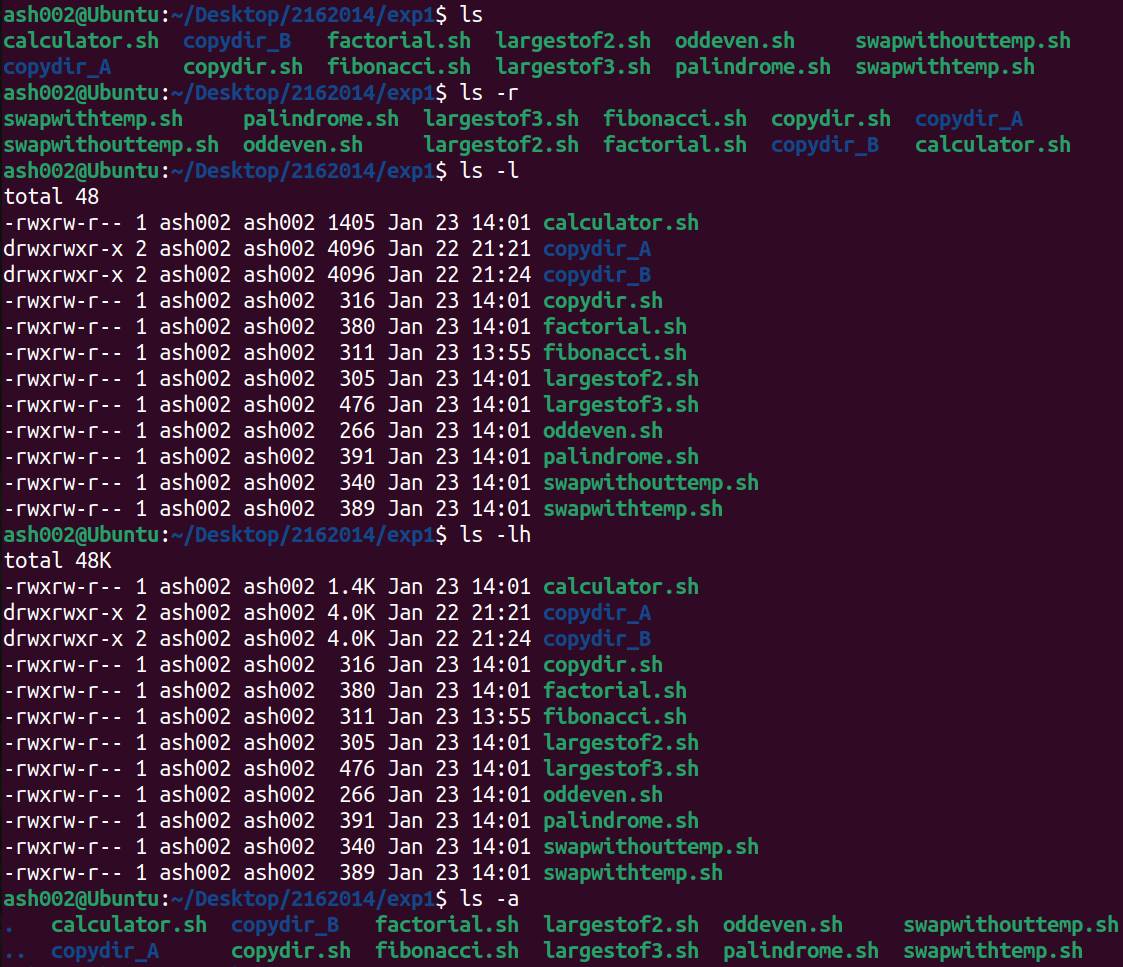 ash002@Ubuntu:~/Desktop/2162014/exp1$ ls
calculator.sh  copydir_B   factorial.sh  largestof2.sh  oddeven.sh     swapwithouttemp.sh
copydir_A      copydir.sh  fibonacci.sh  largestof3.sh  palindrome.sh  swapwithtemp.sh
ash002@Ubuntu:~/Desktop/2162014/exp1$ ls -r
swapwithtemp.sh     palindrome.sh  largestof3.sh  fibonacci.sh  copydir.sh  copydir_A
swapwithouttemp.sh  oddeven.sh     largestof2.sh  factorial.sh  copydir_B   calculator.sh
ash002@Ubuntu:~/Desktop/2162014/exp1$ ls -l
total 48
-rwxrw-r-- 1 ash002 ash002 1405 Jan 23 14:01 calculator.sh
drwxrwxr-x 2 ash002 ash002 4096 Jan 22 21:21 copydir_A
drwxrwxr-x 2 ash002 ash002 4096 Jan 22 21:24 copydir_B
-rwxrw-r-- 1 ash002 ash002  316 Jan 23 14:01 copydir.sh
-rwxrw-r-- 1 ash002 ash002  380 Jan 23 14:01 factorial.sh
-rwxrw-r-- 1 ash002 ash002  311 Jan 23 13:55 fibonacci.sh
-rwxrw-r-- 1 ash002 ash002  305 Jan 23 14:01 largestof2.sh
-rwxrw-r-- 1 ash002 ash002  476 Jan 23 14:01 largestof3.sh
-rwxrw-r-- 1 ash002 ash002  266 Jan 23 14:01 oddeven.sh
-rwxrw-r-- 1 ash002 ash002  391 Jan 23 14:01 palindrome.sh
-rwxrw-r-- 1 ash002 ash002  340 Jan 23 14:01 swapwithouttemp.sh
-rwxrw-r-- 1 ash002 ash002  389 Jan 23 14:01 swapwithtemp.sh
ash002@Ubuntu:~/Desktop/2162014/exp1$ ls -lh
total 48K
-rwxrw-r-- 1 ash002 ash002 1.4K Jan 23 14:01 calculator.sh
drwxrwxr-x 2 ash002 ash002 4.0K Jan 22 21:21 copydir_A
drwxrwxr-x 2 ash002 ash002 4.0K Jan 22 21:24 copydir_B
-rwxrw-r-- 1 ash002 ash002  316 Jan 23 14:01 copydir.sh
-rwxrw-r-- 1 ash002 ash002  380 Jan 23 14:01 factorial.sh
-rwxrw-r-- 1 ash002 ash002  311 Jan 23 13:55 fibonacci.sh
-rwxrw-r-- 1 ash002 ash002  305 Jan 23 14:01 largestof2.sh
-rwxrw-r-- 1 ash002 ash002  476 Jan 23 14:01 largestof3.sh
-rwxrw-r-- 1 ash002 ash002  266 Jan 23 14:01 oddeven.sh
-rwxrw-r-- 1 ash002 ash002  391 Jan 23 14:01 palindrome.sh
-rwxrw-r-- 1 ash002 ash002  340 Jan 23 14:01 swapwithouttemp.sh
-rwxrw-r-- 1 ash002 ash002  389 Jan 23 14:01 swapwithtemp.sh
ash002@Ubuntu:~/Desktop/2162014/exp1$ ls -a
.   calculator.sh  copydir_B   factorial.sh  largestof2.sh  oddeven.sh     swapwithouttemp.sh
..  copydir_A      copydir.sh  fibonacci.sh  largestof3.sh  palindrome.sh  swapwithtemp.sh